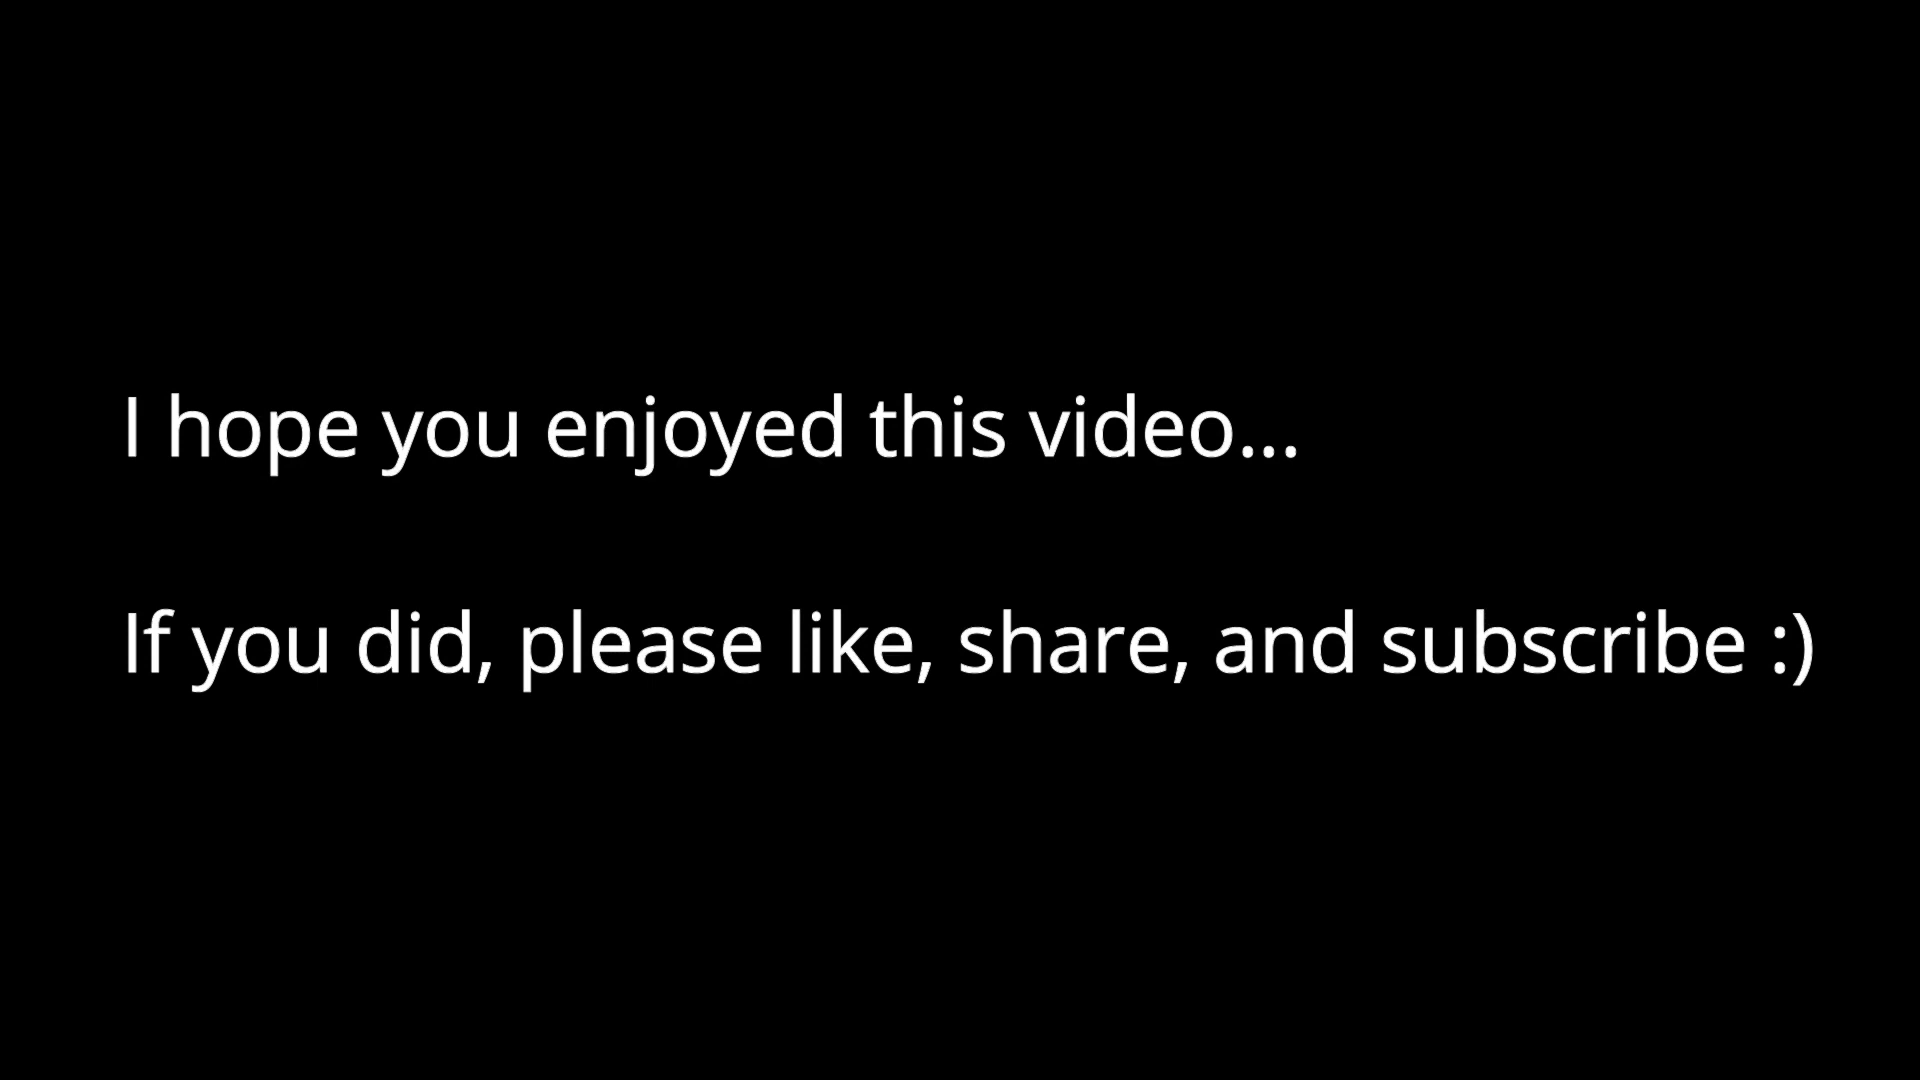 I hope you enjoyed this video...
If you did, please like, share, and subscribe :)